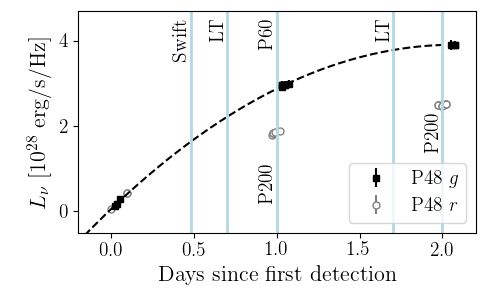 4
2
0
L_ν [10^28 erg/s/Hz]
Swift
LT
P60
P200
LT
P200
P48 g
P48 r
0.0 0.5 1.0 1.5 2.0
Days since first detection